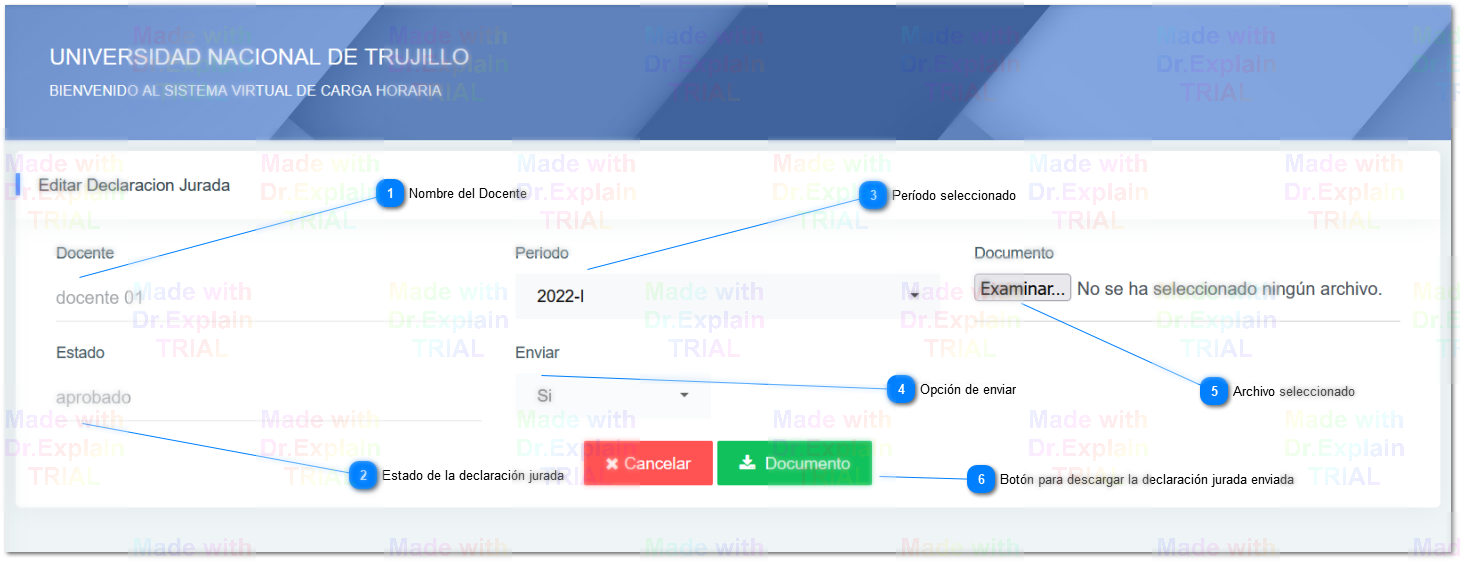 UNIVERSIDAD NACIONAL DE TRUJILLO
BIENVENIDO AL SISTEMA VIRTUAL DE CARGA HORARIA
Editar Declaracion Jurada
1 Nombre del Docente
3 Período seleccionado
Docente
Periodo
Documento
docente 01
2022-I
Examinar... No se ha seleccionado ningún archivo.
Estado
Enviar
aprobado
Si
4 Opción de enviar
5 Archivo seleccionado
2 Estado de la declaración jurada
Cancelar
Documento
6 Botón para descargar la declaración jurada enviada
Made with
Dr.Explain
TRIAL